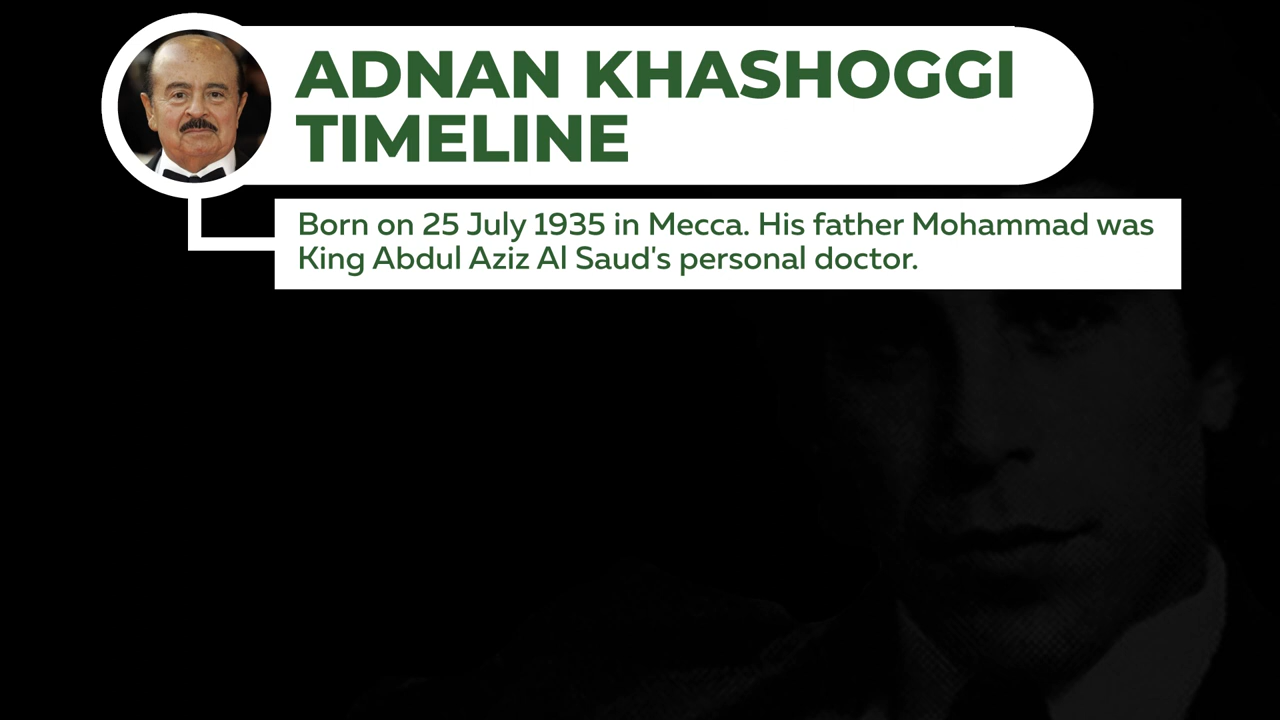 ADNAN KHASHOGGI
TIMELINE
Born on 25 July 1935 in Mecca. His father Mohammad was
King Abdul Aziz Al Saud's personal doctor.